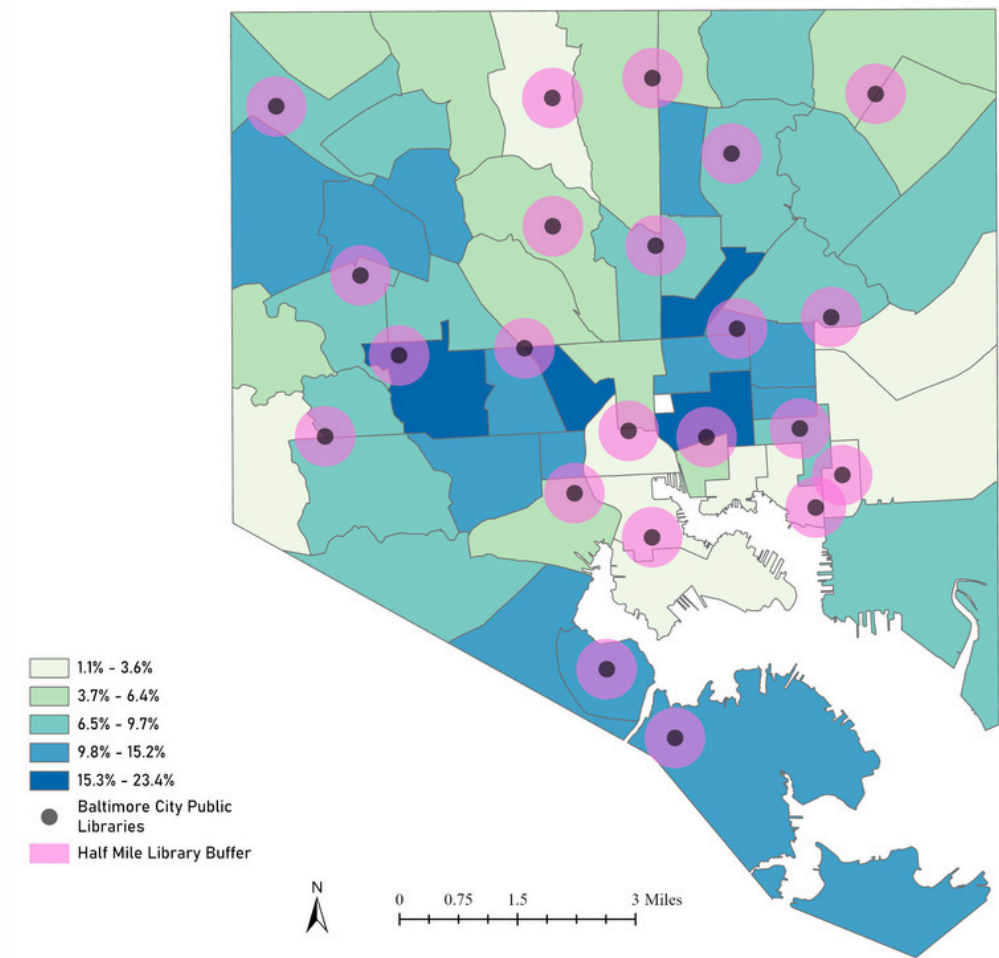 1.1% - 3.6%
3.7% - 6.4%
6.5% - 9.7%
9.8% - 15.2%
15.3% - 23.4%
Baltimore City Public
Libraries
Half Mile Library Buffer
N
0 0.75 1.5 3 Miles